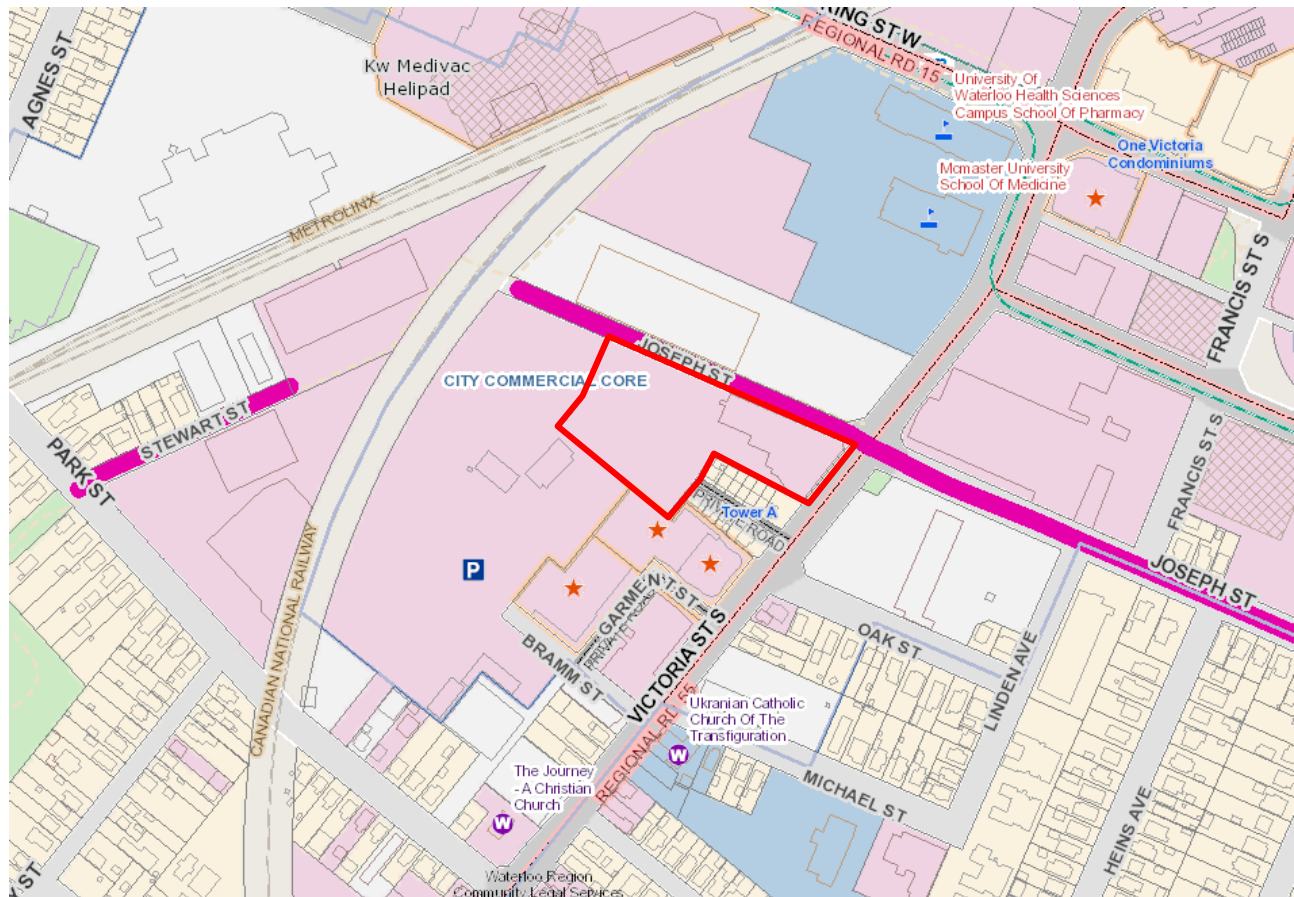 KING ST W
REGIONAL RD 15
AGNES ST
Kw Medivac
Helipad
University Of
Waterloo Health Sciences
Campus School Of Pharmacy
One Victoria
Condominiums
Mcmaster University
School Of Medicine
METROLINX
FRANCIS ST S
JOSEPH ST
CITY COMMERCIAL CORE
STEWART ST
PARK ST
FRANCIS ST S
PRIVATE ROAD
Tower A
P
JOSEPH ST
GARMENT ST
PRIVATE ROAD
BRAMM ST
VICTORIA ST S
OAK ST
LINDEN AVE
CANADIAN NATIONAL RAILWAY
REGIONAL RD 55
Ukranian Catholic
Church Of The
Transfiguration
W
The Journey
- A Christian
Church
W
MICHAEL ST
HEINS AVE
Waterloo Region
Community Legal Services
ST